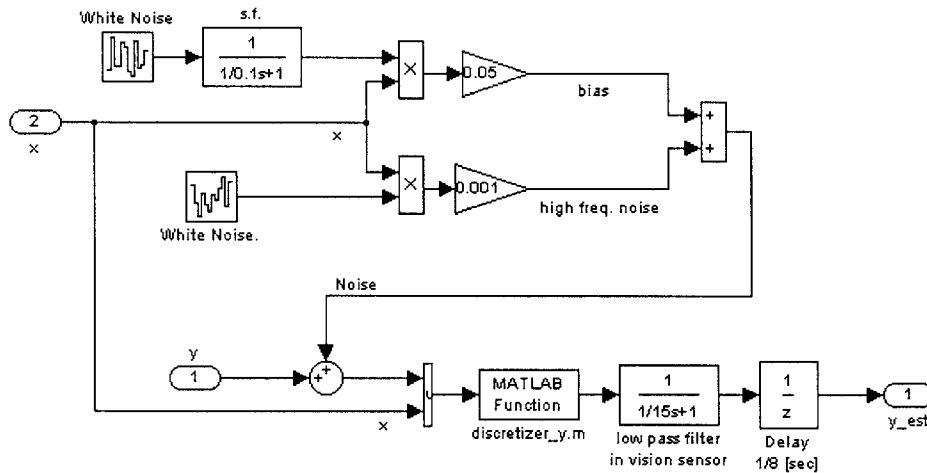 s.f.
White Noise
1
1/0.1s+1
×
0.05
bias
2
x
x
+
+
×
0.001
high freq. noise
White Noise.
Noise
y
1
+
+
x
MATLAB
Function
discretizer_y.m
1
1/15s+1
low pass filter
in vision sensor
1
z
Delay
1/8 [sec]
1
y_est